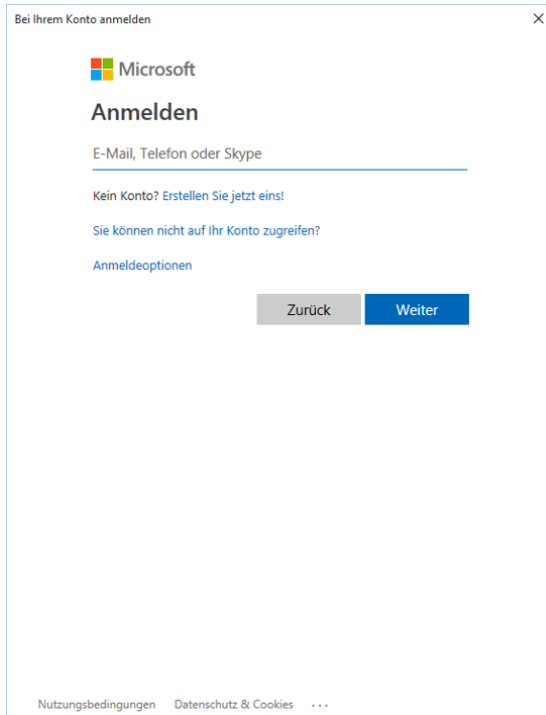 Bei Ihrem Konto anmelden
Microsoft
Anmelden
E-Mail, Telefon oder Skype
Kein Konto? Erstellen Sie jetzt eins!
Sie können nicht auf Ihr Konto zugreifen?
Anmeldeoptionen
Zurück Weiter
Nutzungsbedingungen Datenschutz & Cookies ...